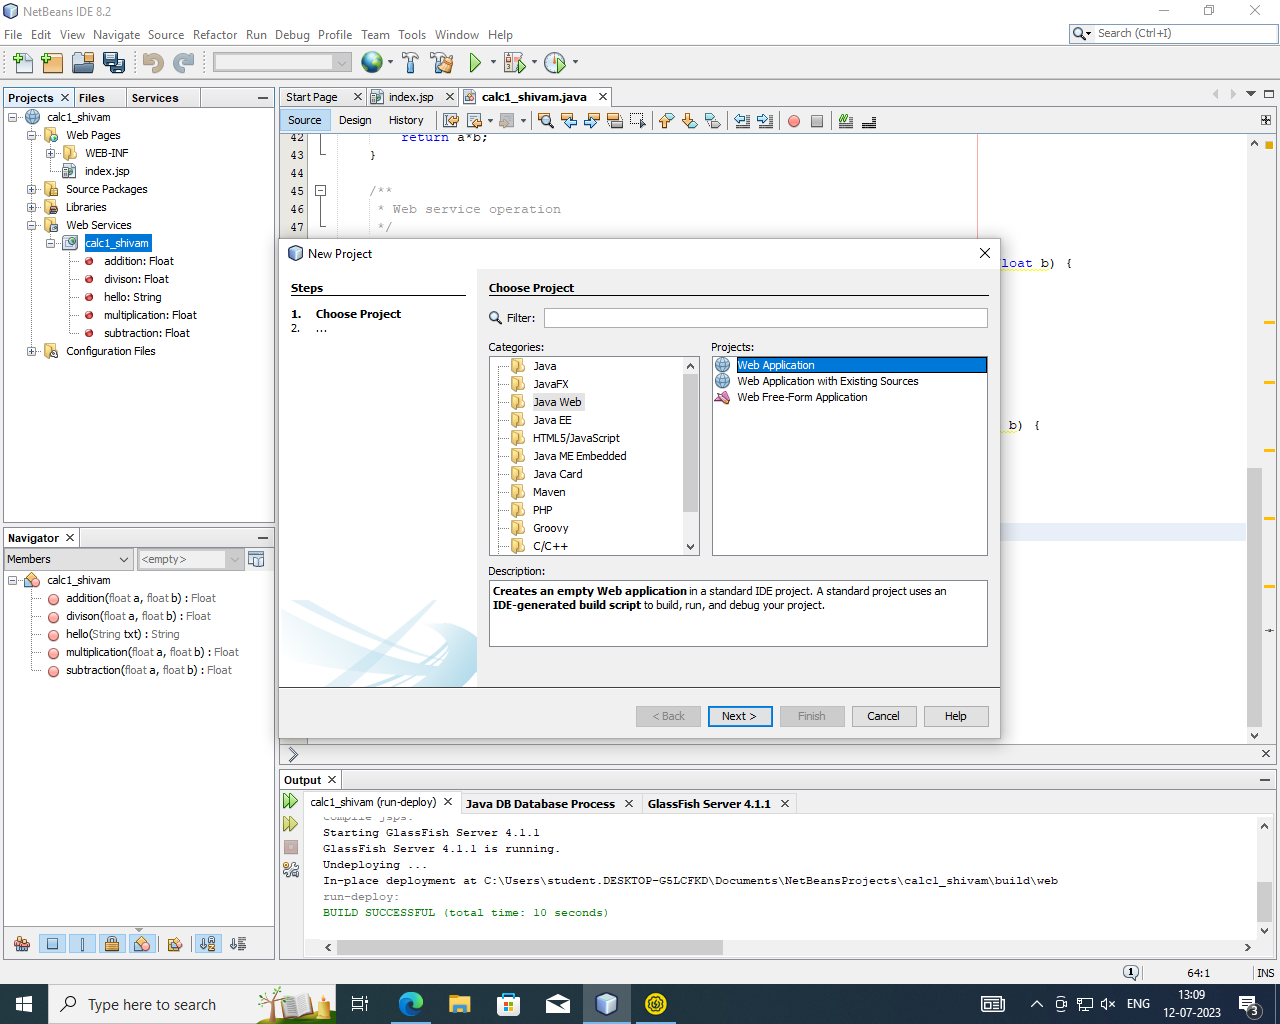 NetBeans IDE 8.2
File Edit View Navigate Source Refactor Run Debug Profile Team Tools Window Help
Search (Ctrl+I)
Projects Files Services
calc1_shivam
Web Pages
WEB-INF
index.jsp
Source Packages
Libraries
Web Services
calc1_shivam
addition: Float
divison: Float
hello: String
multiplication: Float
subtraction: Float
Configuration Files
Start Page index.jsp calc1_shivam.java
Source Design History
42 return a*b;
43 }
44
45 /**
46 * Web service operation
47 */
loat b) {
b) {
New Project
Steps
1. Choose Project
2. ...
Choose Project
Filter:
Categories:
Java
JavaFX
Java Web
Java EE
HTML5/JavaScript
Java ME Embedded
Java Card
Maven
PHP
Groovy
C/C++
Projects:
Web Application
Web Application with Existing Sources
Web Free-Form Application
Description:
Creates an empty Web application in a standard IDE project. A standard project uses an
IDE-generated build script to build, run, and debug your project.
< Back Next > Finish Cancel Help
Navigator
Members <empty>
calc1_shivam
addition(float a, float b) : Float
divison(float a, float b) : Float
hello(String txt) : String
multiplication(float a, float b) : Float
subtraction(float a, float b) : Float
Output
calc1_shivam (run-deploy) Java DB Database Process GlassFish Server 4.1.1
compile jsps:
Starting GlassFish Server 4.1.1
GlassFish Server 4.1.1 is running.
Undeploying ...
In-place deployment at C:\Users\student.DESKTOP-G5LCFKD\Documents\NetBeansProjects\calc1_shivam\build\web
run-deploy:
BUILD SUCCESSFUL (total time: 10 seconds)
1 64:1 INS
Type here to search
ENG
13:09
12-07-2023
3